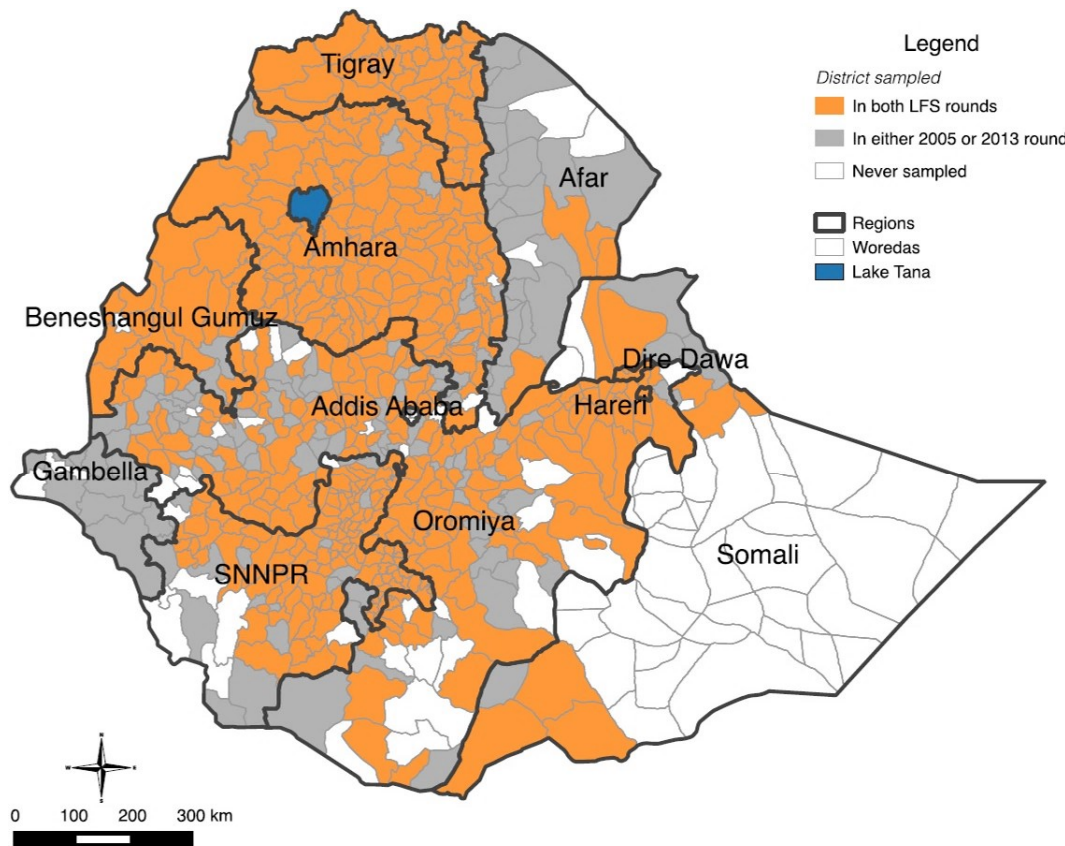 Legend
District sampled
In both LFS rounds
In either 2005 or 2013 round
Never sampled
Regions
Woredas
Lake Tana
Tigray
Afar
Amhara
Beneshangul Gumuz
Dire Dawa
Addis Ababa
Hareri
Gambella
Oromiya
Somali
SNNPR
N
W E
S
0 100 200 300 km